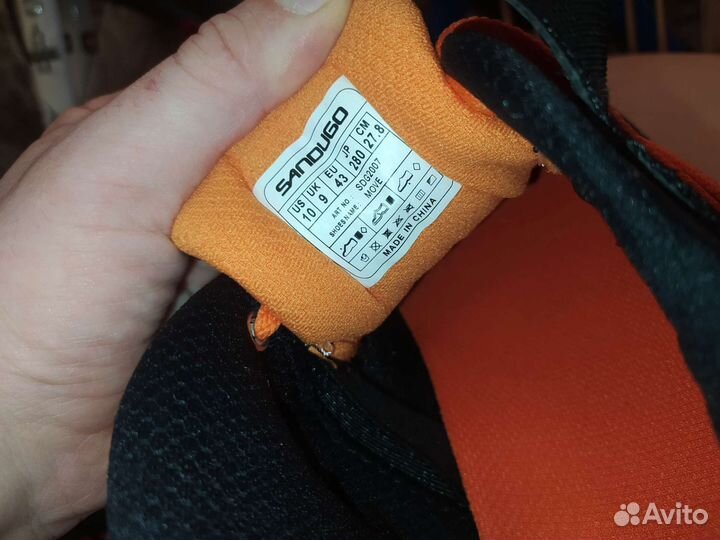 SANDUGO
US UK EU JP CM
10 9 43 280 27.8
ART NO. SDG2007
SHOES NAME: MOVE
MADE IN CHINA
Avito